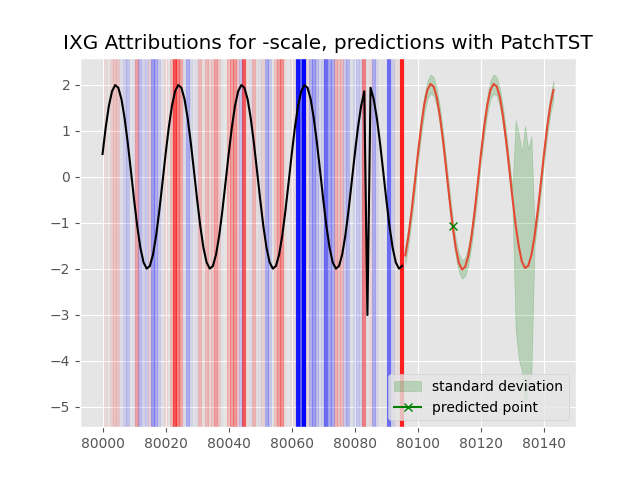 IXG Attributions for -scale, predictions with PatchTST
2
1
0
−1
−2
−3
−4
−5
standard deviation
predicted point
80000 80020 80040 80060 80080 80100 80120 80140